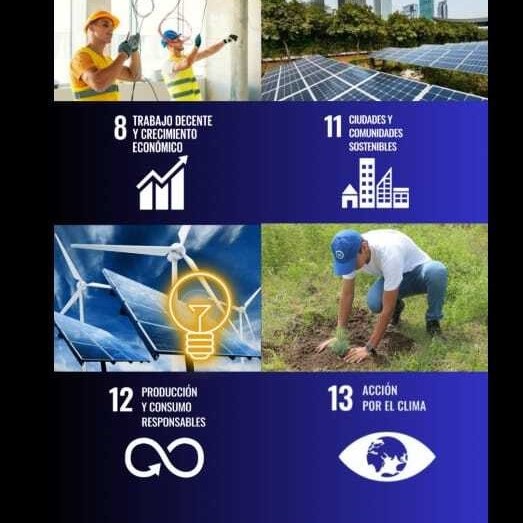 8 TRABAJO DECENTE
Y CRECIMIENTO
ECONÓMICO
11 CIUDADES Y
COMUNIDADES
SOSTENIBLES
12 PRODUCCIÓN
Y CONSUMO
RESPONSABLES
13 ACCIÓN
POR EL CLIMA